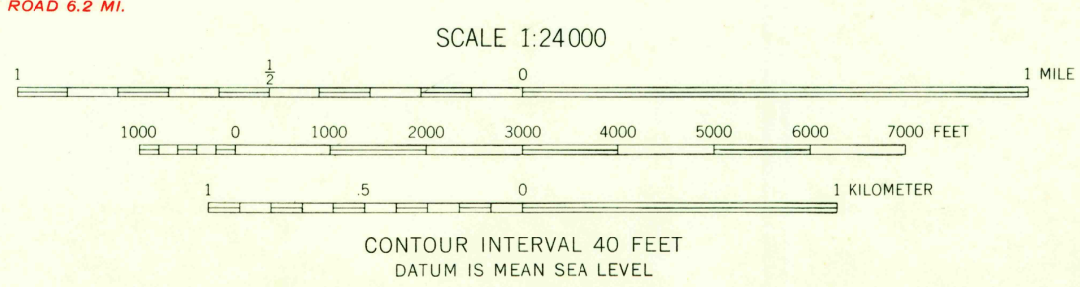 ROAD 6.2 MI.
SCALE 1:24000
1 1/2 0 1 MILE
1000 0 1000 2000 3000 4000 5000 6000 7000 FEET
1 .5 0 1 KILOMETER
CONTOUR INTERVAL 40 FEET
DATUM IS MEAN SEA LEVEL